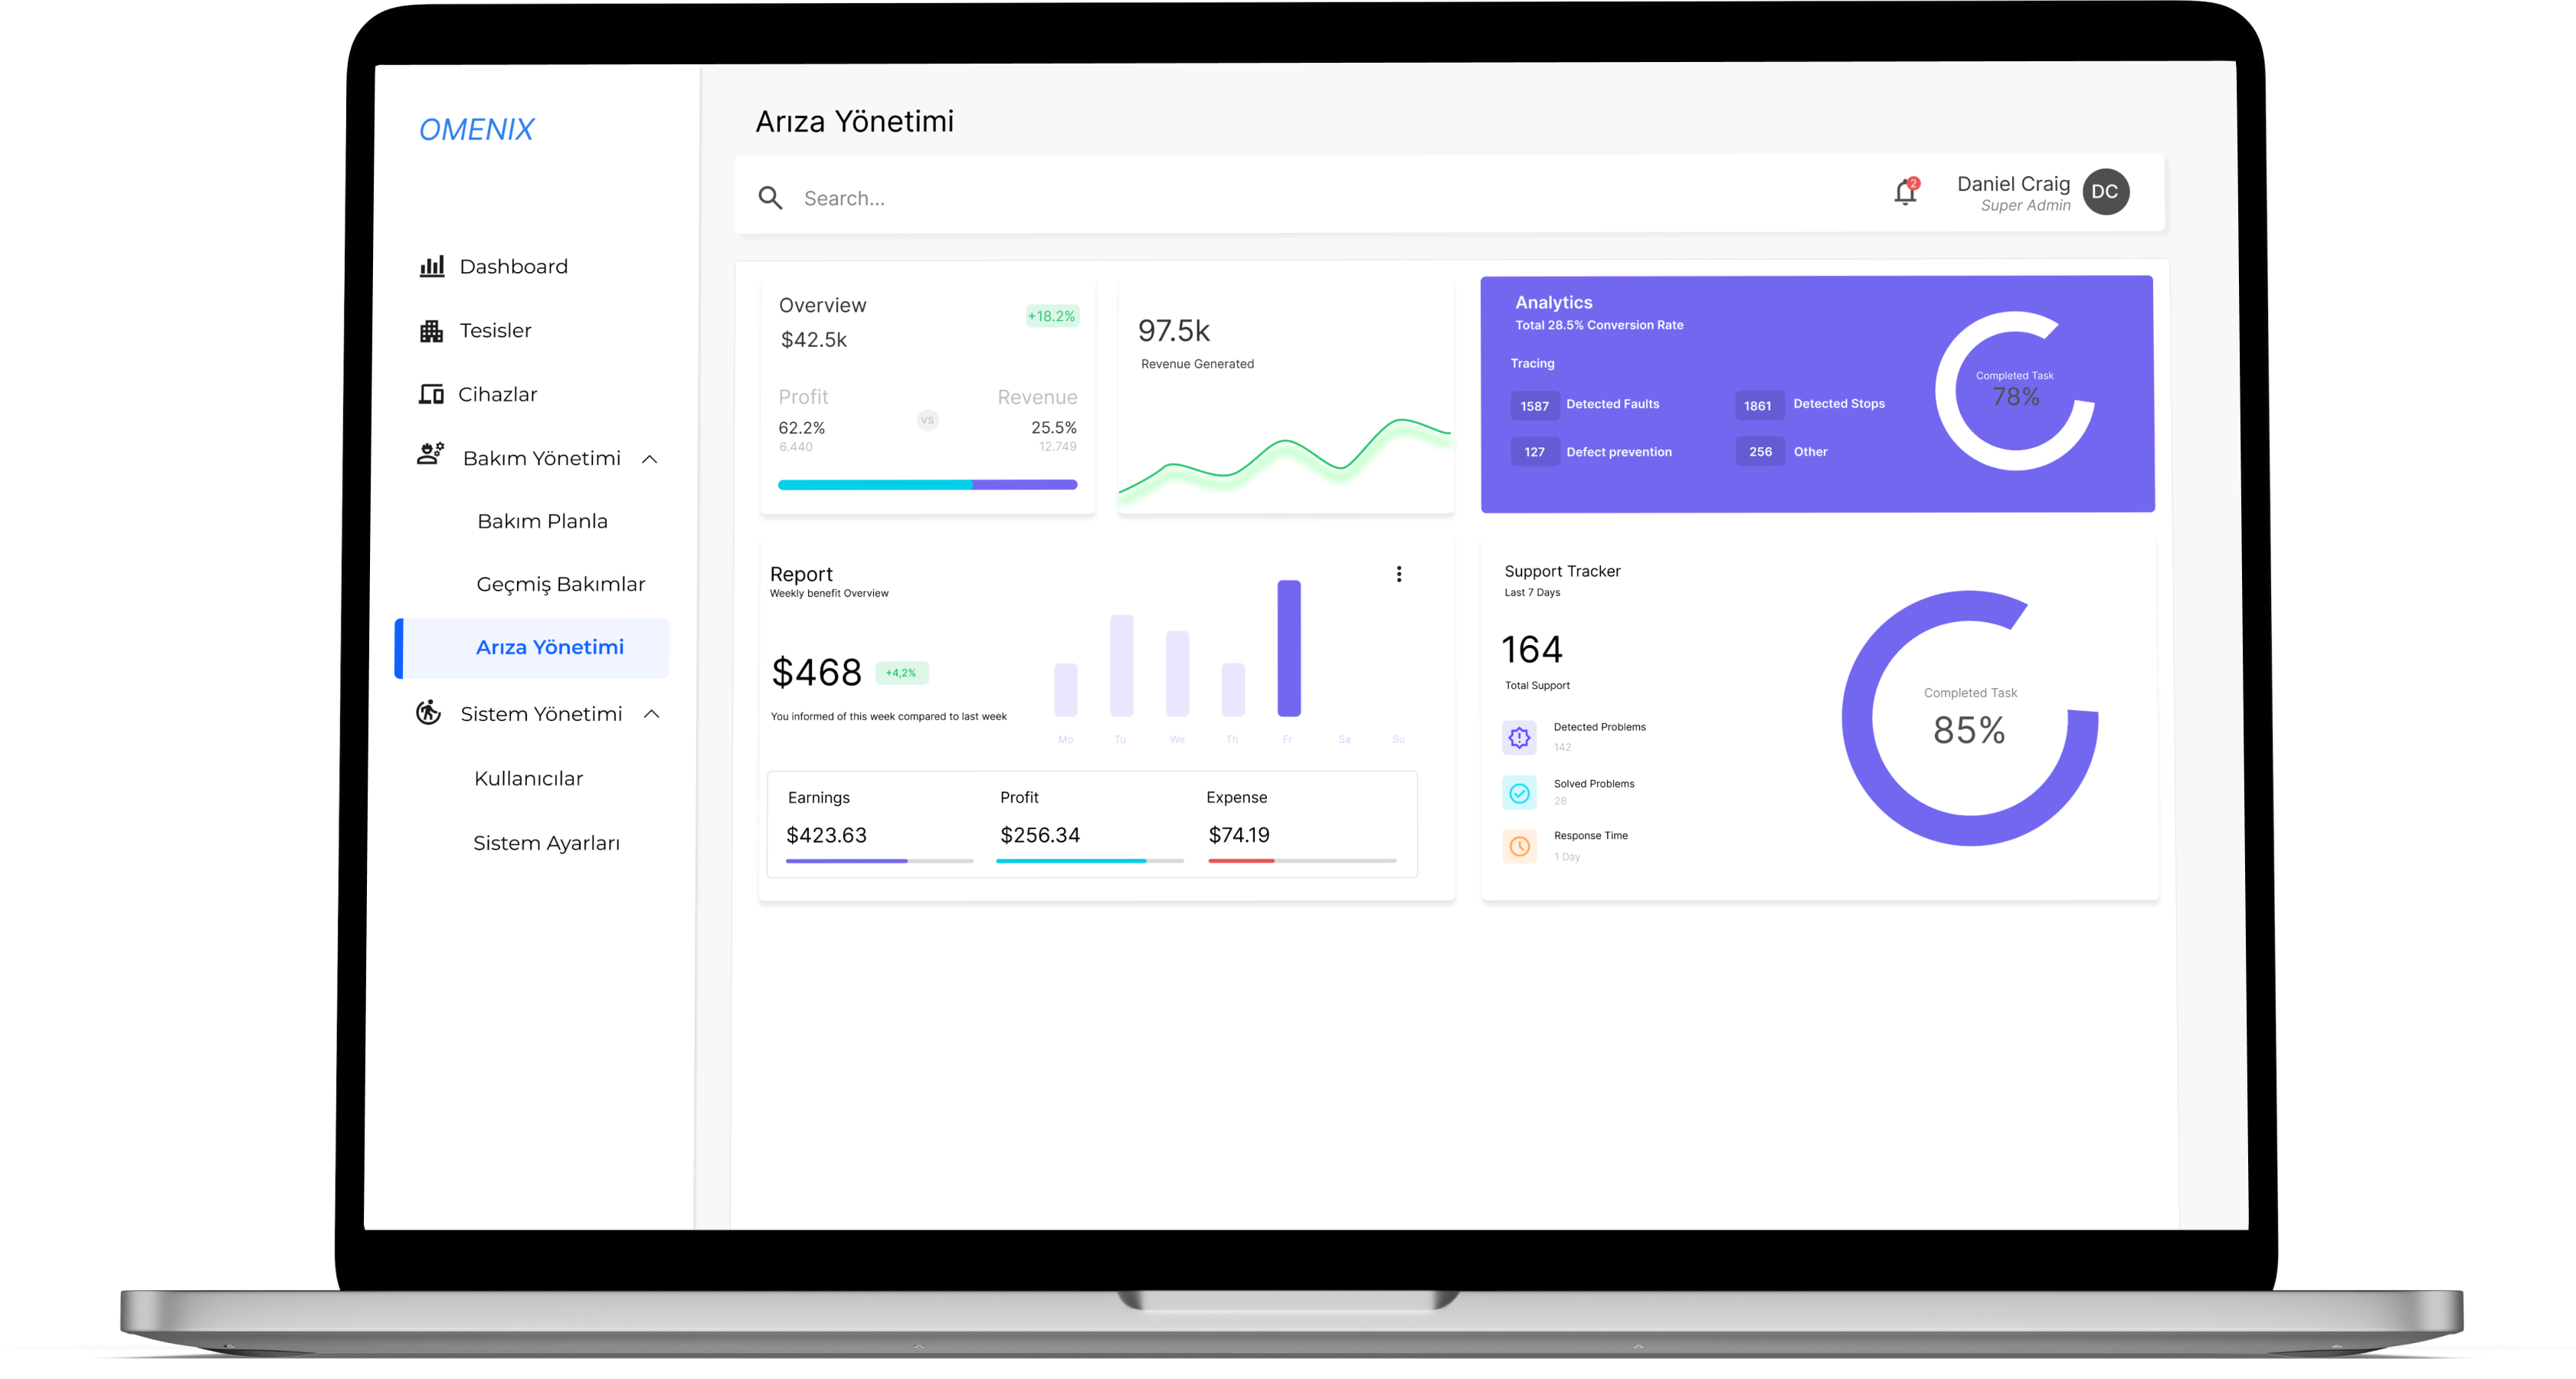 OMENIX
Dashboard
Tesisler
Cihazlar
Bakım Yönetimi
Bakım Planla
Geçmiş Bakımlar
Arıza Yönetimi
Sistem Yönetimi
Kullanıcılar
Sistem Ayarları
Arıza Yönetimi
Search...
2
Daniel Craig
Super Admin
DC
Overview
+18.2%
$42.5k
Profit
Revenue
VS
62.2%
25.5%
6.440
12.749
97.5k
Revenue Generated
Analytics
Total 28.5% Conversion Rate
Tracing
1587 Detected Faults
1861 Detected Stops
127 Defect prevention
256 Other
Completed Task
78%
Report
Weekly benefit Overview
$468
+4,2%
You informed of this week compared to last week
Mo Tu We Th Fr Sa Su
Earnings
Profit
Expense
$423.63
$256.34
$74.19
Support Tracker
Last 7 Days
164
Total Support
Detected Problems
142
Solved Problems
28
Response Time
1 Day
Completed Task
85%